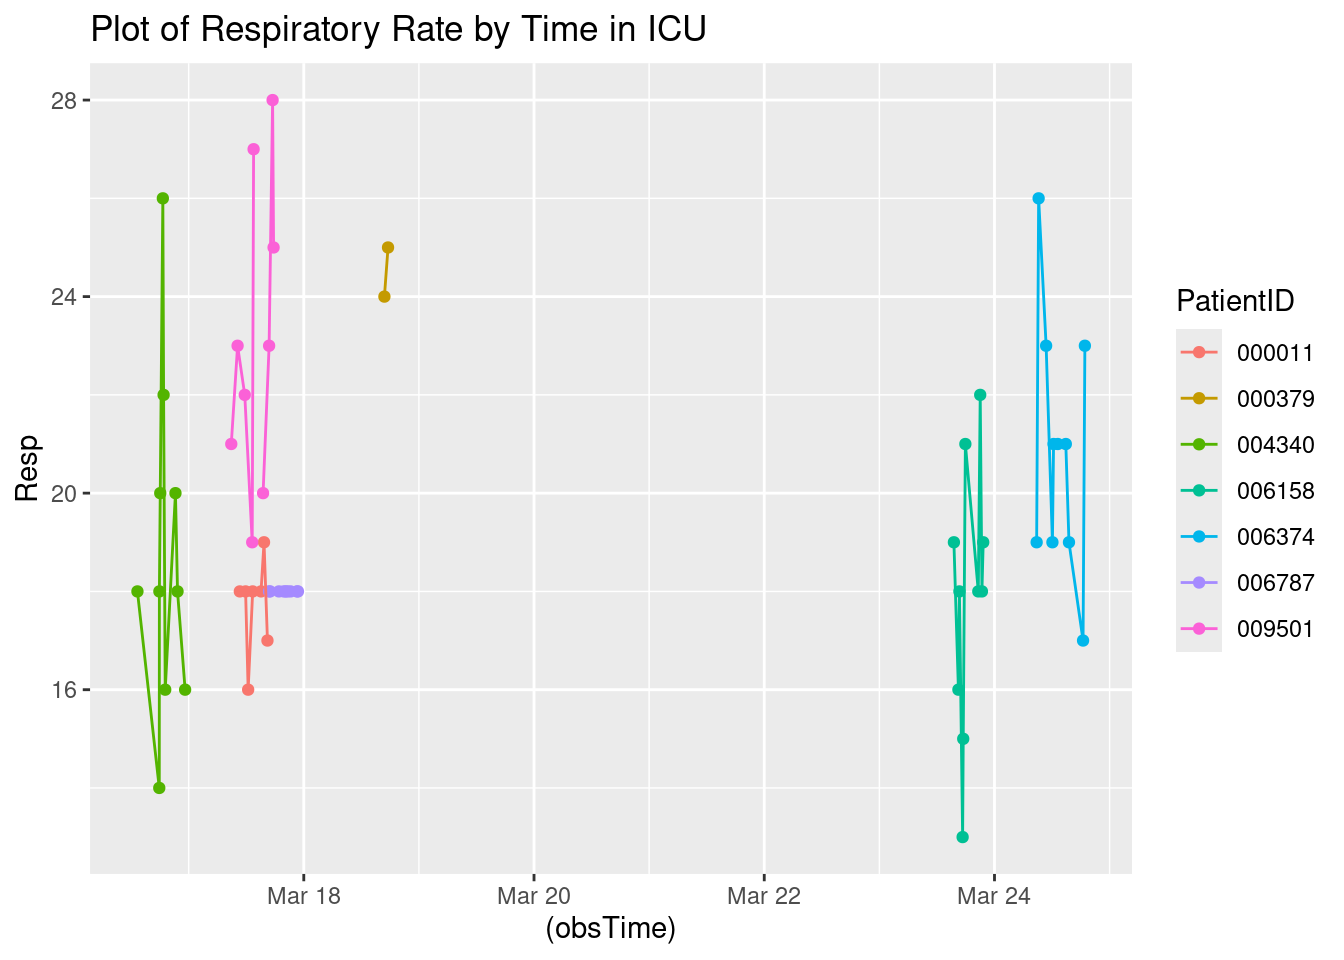 Plot of Respiratory Rate by Time in ICU
28
24
20
16
Resp
Mar 18
Mar 20
Mar 22
Mar 24
(obsTime)
PatientID
000011
000379
004340
006158
006374
006787
009501